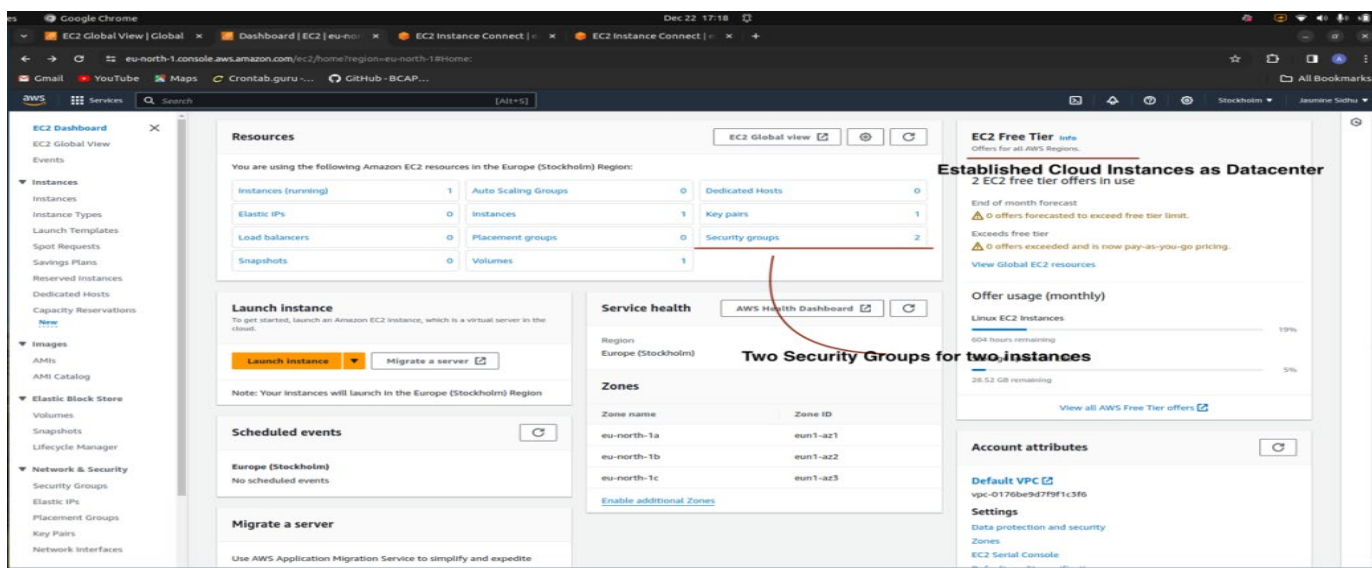 Google Chrome
Dec 22 17:18
EC2 Global View | Global
Dashboard | EC2 | eu-nor
EC2 Instance Connect |
EC2 Instance Connect |
eu-north-1.console.aws.amazon.com/ec2/home?region=eu-north-1#Home:
Gmail YouTube Maps Crontab.guru -... GitHub - BCAP...
All Bookmarks
aws Services Search [Alt+S] Stockholm Jasmine Sidhu
EC2 Dashboard
EC2 Global View
Events
Instances
Instances
Instance Types
Launch Templates
Spot Requests
Savings Plans
Reserved Instances
Dedicated Hosts
Capacity Reservations
New
Images
AMIs
AMI Catalog
Elastic Block Store
Volumes
Snapshots
Lifecycle Manager
Network & Security
Security Groups
Elastic IPs
Placement Groups
Key Pairs
Network Interfaces
Resources
EC2 Global view
You are using the following Amazon EC2 resources in the Europe (Stockholm) Region:
Instances (running) 1 Auto Scaling Groups 0 Dedicated Hosts 0
Elastic IPs 0 Instances 1 Key pairs 1
Load balancers 0 Placement groups 0 Security groups 2
Snapshots 0 Volumes 1
Launch instance
To get started, launch an Amazon EC2 instance, which is a virtual server in the
cloud.
Launch instance Migrate a server
Note: Your instances will launch in the Europe (Stockholm) Region
Scheduled events
Europe (Stockholm)
No scheduled events
Migrate a server
Use AWS Application Migration Service to simplify and expedite
Service health
AWS Health Dashboard
Region
Europe (Stockholm)
Two Security Groups for two instances
Zones
Zone name Zone ID
eu-north-1a eun1-az1
eu-north-1b eun1-az2
eu-north-1c eun1-az3
Enable additional Zones
EC2 Free Tier Info
Offers for all AWS Regions.
Established Cloud Instances as Datacenter
2 EC2 free tier offers in use
End of month forecast
0 offers forecasted to exceed free tier limit.
Exceeds free tier
0 offers exceeded and is now pay-as-you-go pricing.
View Global EC2 resources
Offer usage (monthly)
Linux EC2 Instances
19%
604 hours remaining
5%
28.52 GB remaining
View all AWS Free Tier offers
Account attributes
Default VPC
vpc-0176be9d7f9f1c3f6
Settings
Data protection and security
Zones
EC2 Serial Console